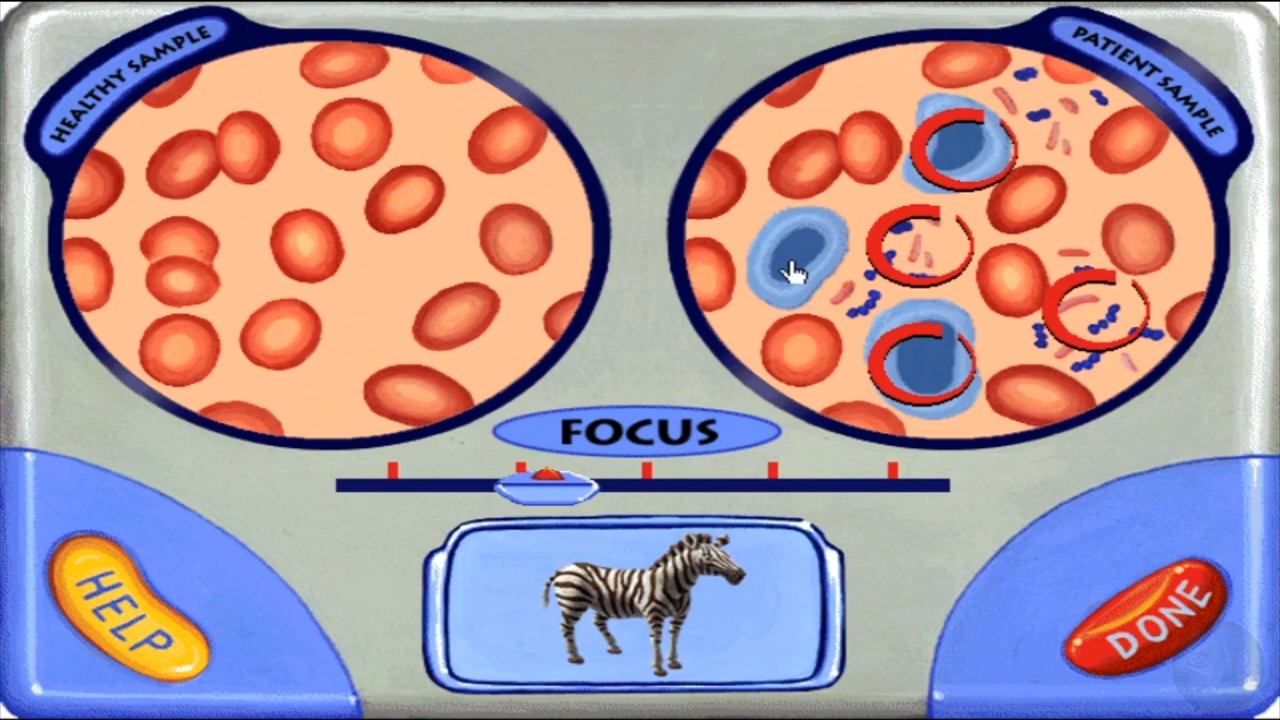 HEALTHY SAMPLE
PATIENT SAMPLE
FOCUS
HELP
DONE